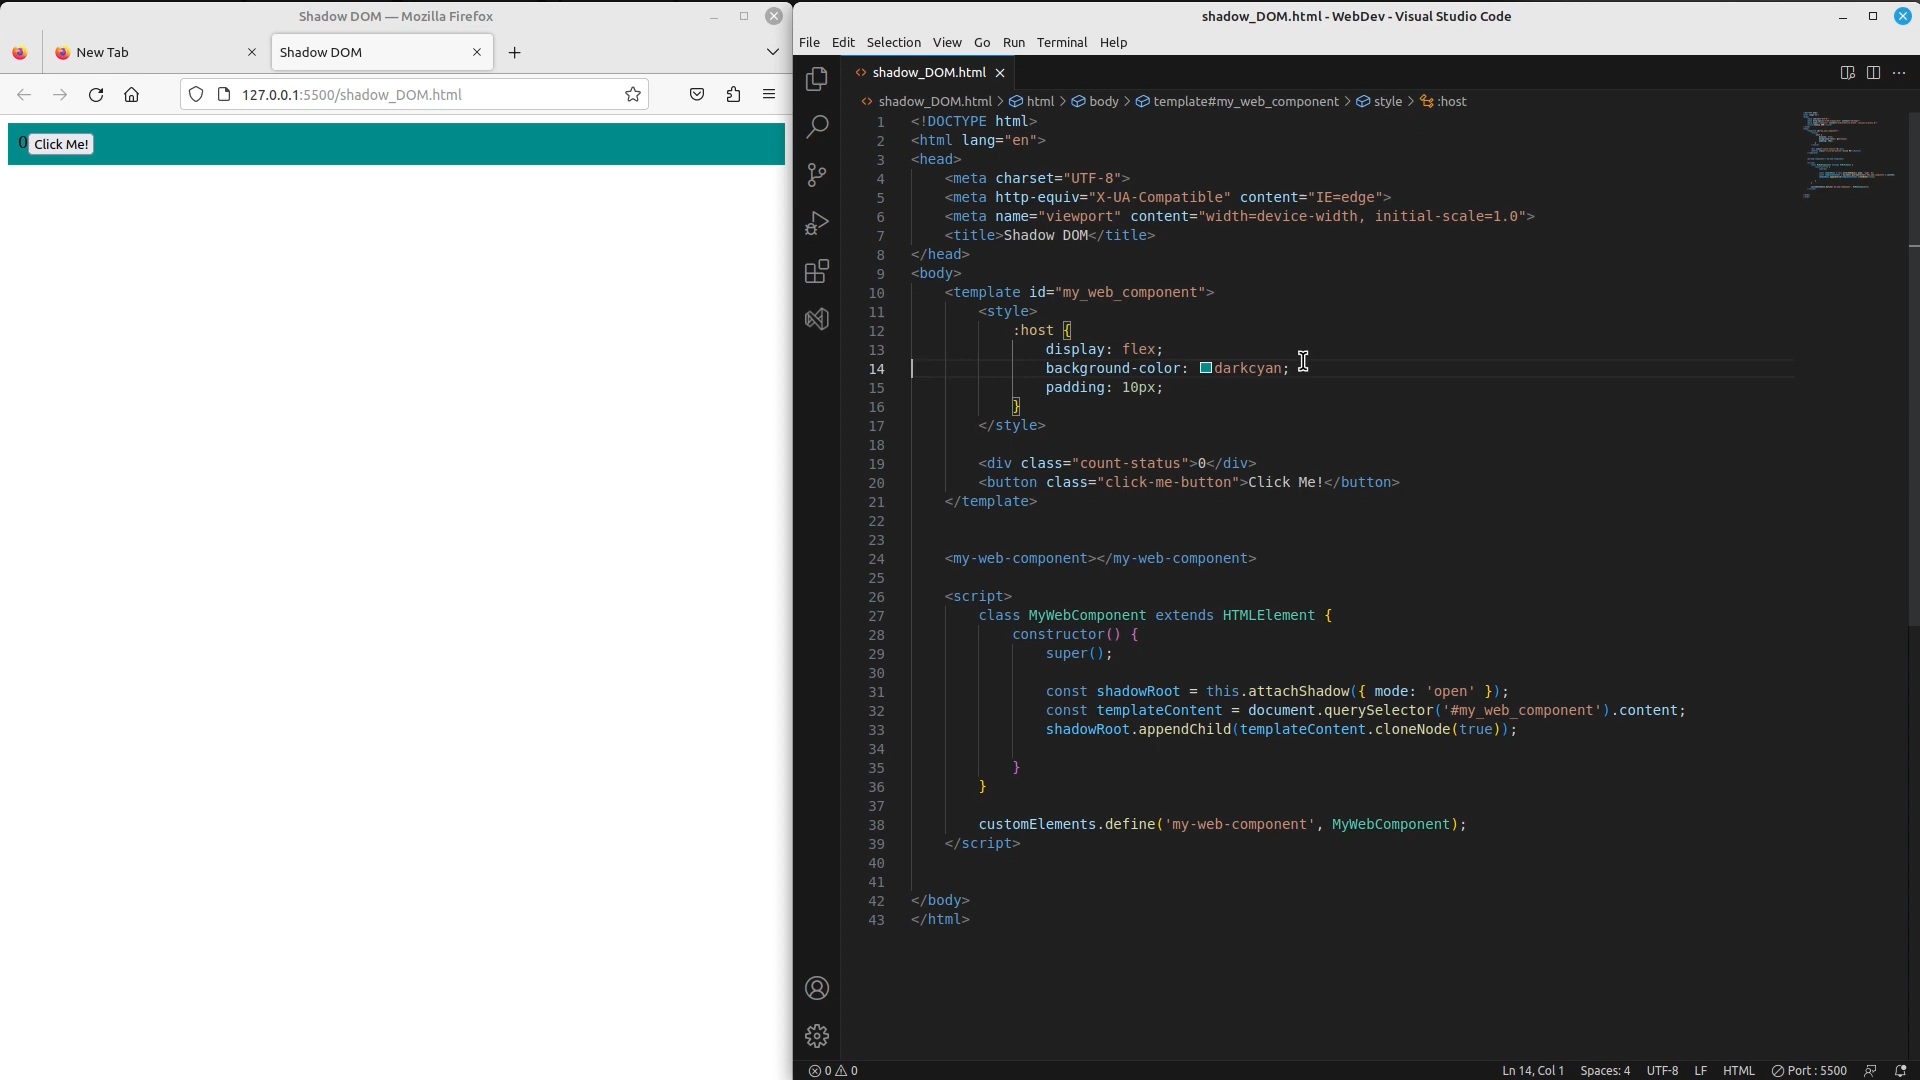 Shadow DOM — Mozilla Firefox
New Tab
Shadow DOM
127.0.0.1:5500/shadow_DOM.html
0 Click Me!
shadow_DOM.html - WebDev - Visual Studio Code
File Edit Selection View Go Run Terminal Help
shadow_DOM.html
shadow_DOM.html > html > body > template#my_web_component > style > :host
1 <!DOCTYPE html>
2 <html lang="en">
3 <head>
4     <meta charset="UTF-8">
5     <meta http-equiv="X-UA-Compatible" content="IE=edge">
6     <meta name="viewport" content="width=device-width, initial-scale=1.0">
7     <title>Shadow DOM</title>
8 </head>
9 <body>
10     <template id="my_web_component">
11         <style>
12             :host {
13                 display: flex;
14                 background-color: darkcyan;
15                 padding: 10px;
16             }
17         </style>
18
19         <div class="count-status">0</div>
20         <button class="click-me-button">Click Me!</button>
21     </template>
22
23
24     <my-web-component></my-web-component>
25
26     <script>
27         class MyWebComponent extends HTMLElement {
28             constructor() {
29                 super();
30
31                 const shadowRoot = this.attachShadow({ mode: 'open' });
32                 const templateContent = document.querySelector('#my_web_component').content;
33                 shadowRoot.appendChild(templateContent.cloneNode(true));
34
35             }
36         }
37
38         customElements.define('my-web-component', MyWebComponent);
39     </script>
40
41
42 </body>
43 </html>
0 0 Ln 14, Col 1 Spaces: 4 UTF-8 LF HTML Port : 5500